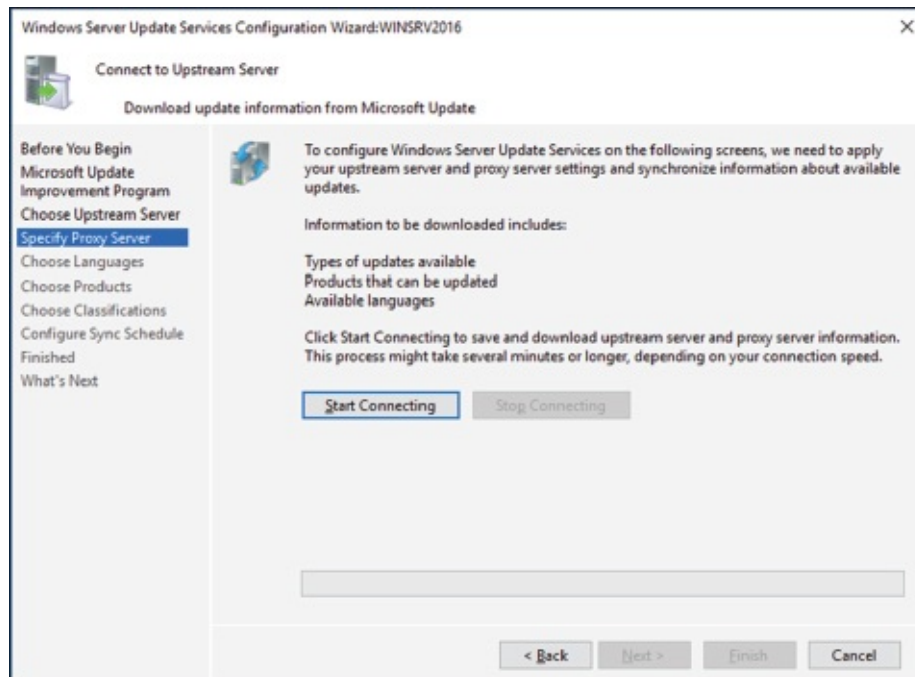 Windows Server Update Services Configuration Wizard:WINSRV2016
Connect to Upstream Server
Download update information from Microsoft Update
Before You Begin
Microsoft Update
Improvement Program
Choose Upstream Server
Specify Proxy Server
Choose Languages
Choose Products
Choose Classifications
Configure Sync Schedule
Finished
What's Next
To configure Windows Server Update Services on the following screens, we need to apply
your upstream server and proxy server settings and synchronize information about available
updates.
Information to be downloaded includes:
Types of updates available
Products that can be updated
Available languages
Click Start Connecting to save and download upstream server and proxy server information.
This process might take several minutes or longer, depending on your connection speed.
Start Connecting
Stop Connecting
< Back
Next >
Finish
Cancel